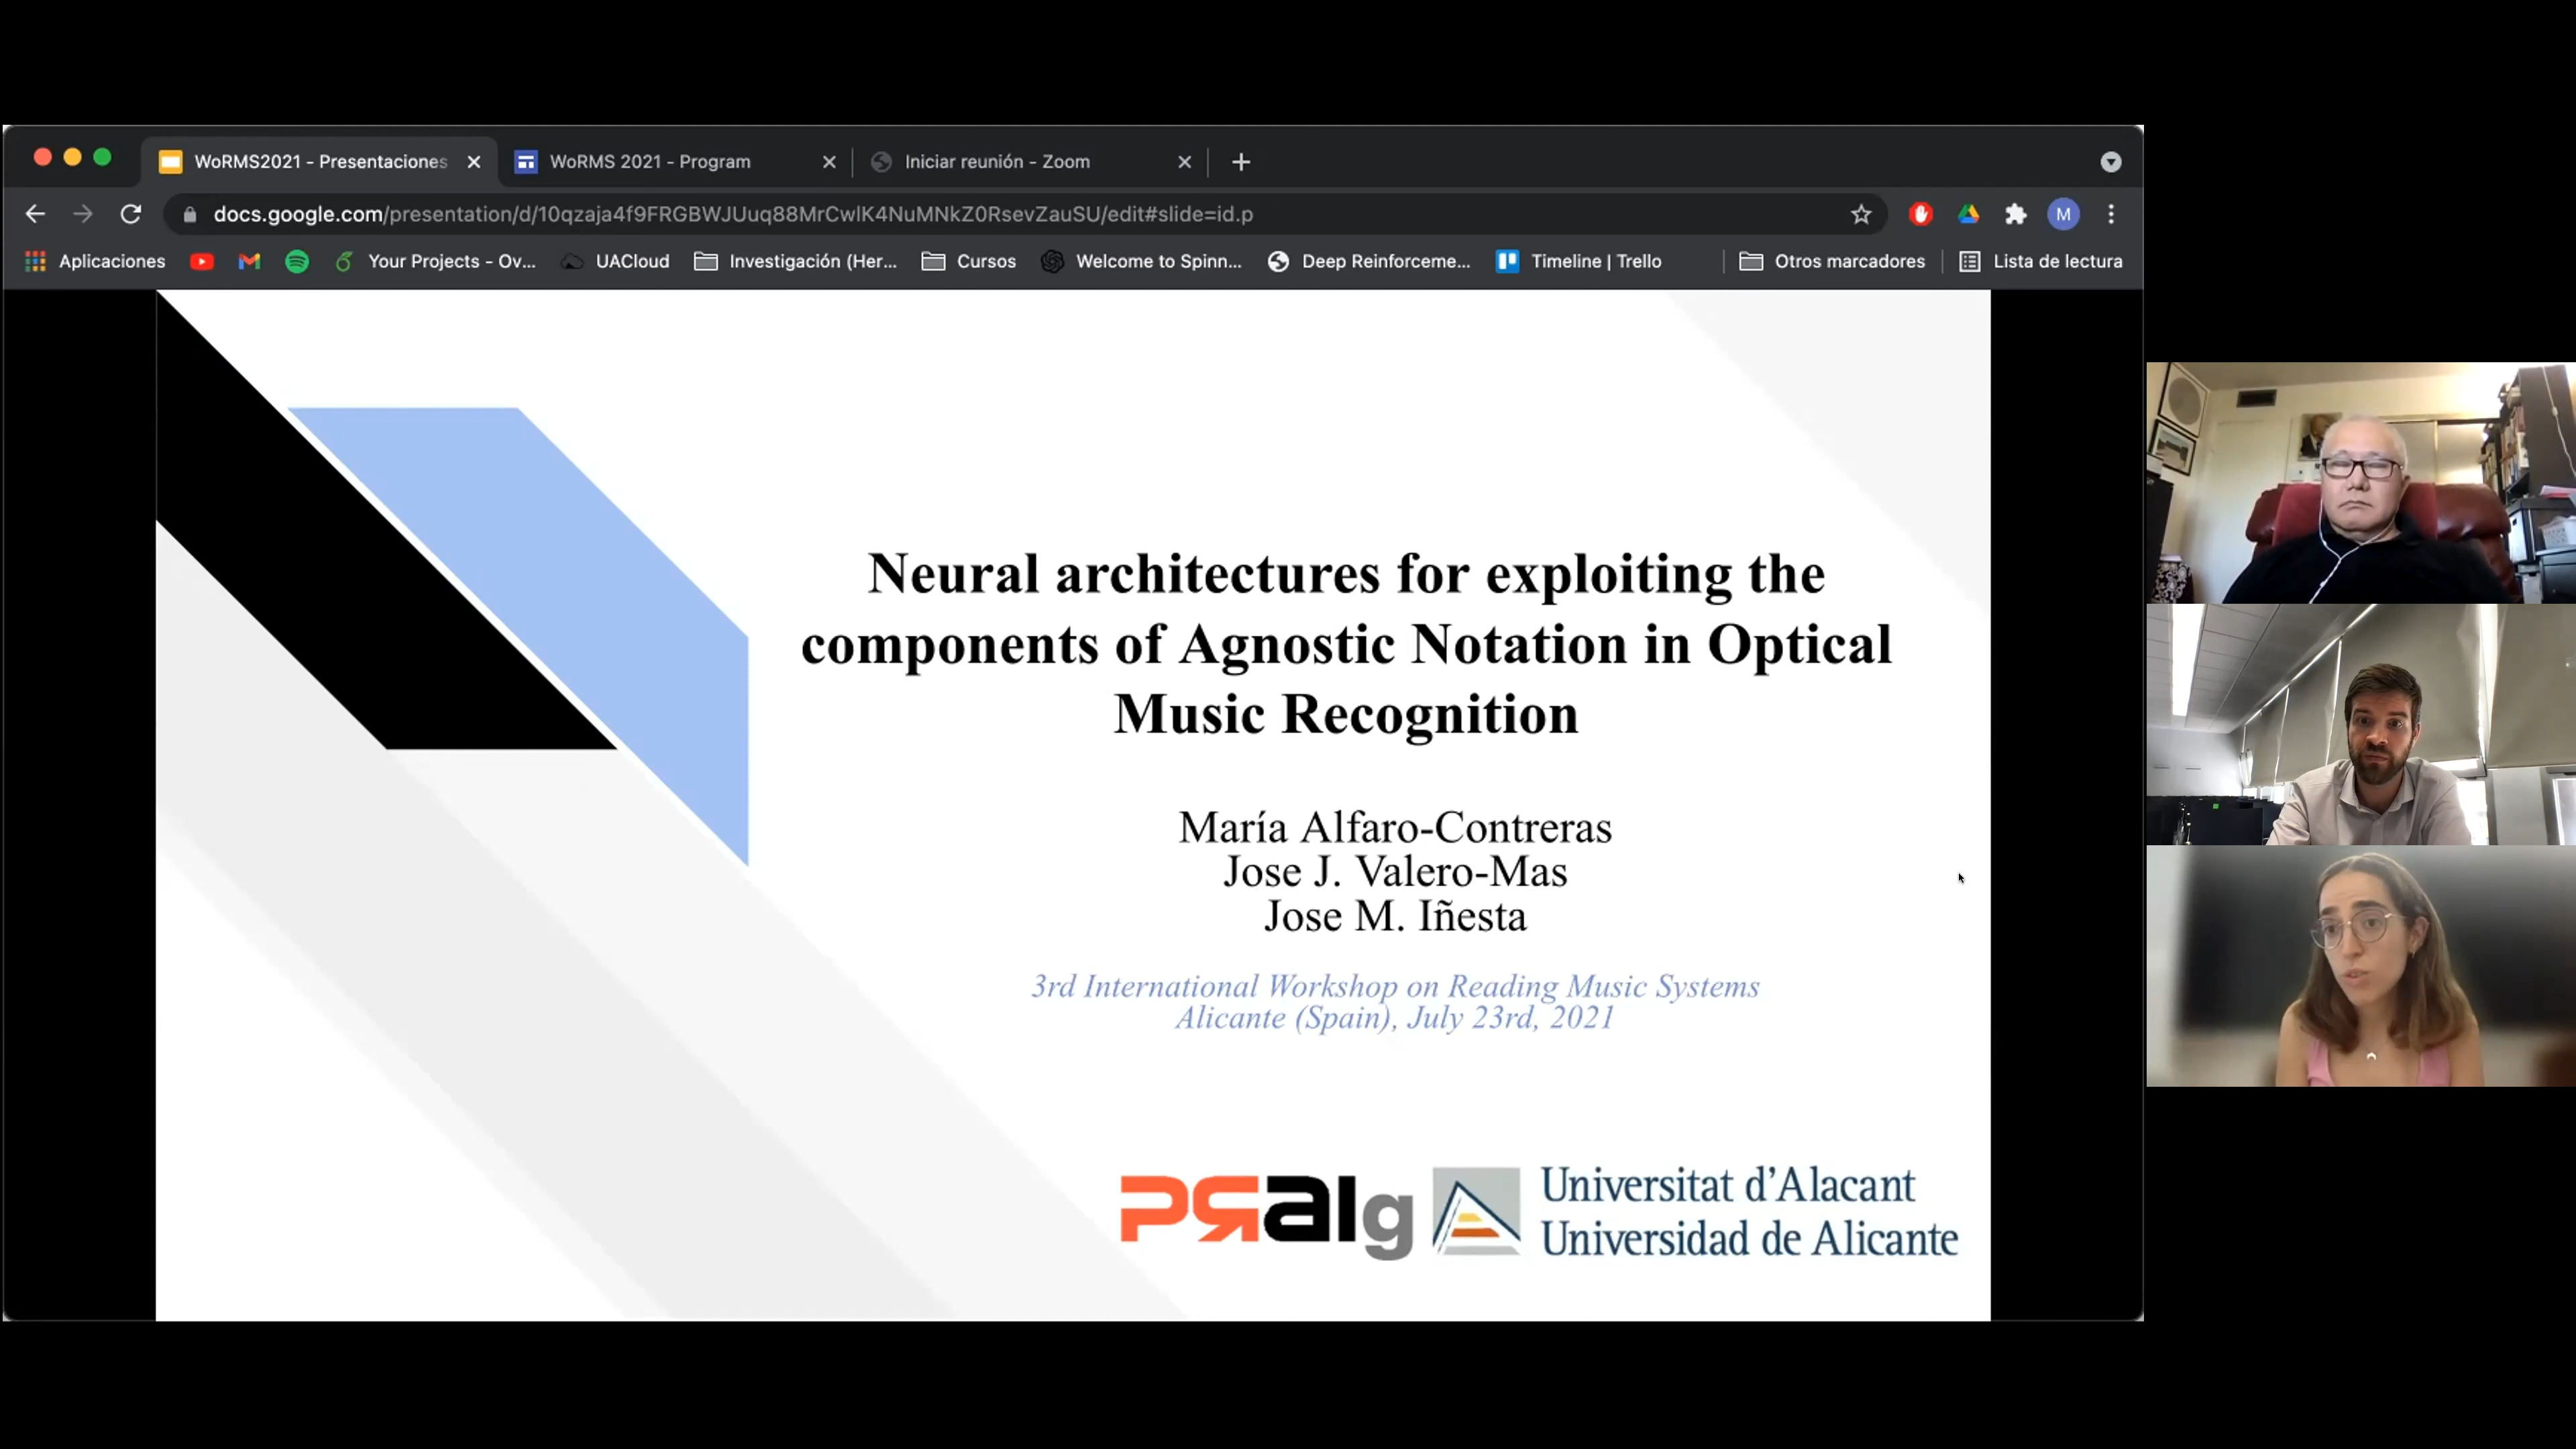 WoRMS2021 - Presentaciones
WoRMS 2021 - Program
Iniciar reunión - Zoom
docs.google.com/presentation/d/10qzaja4f9FRGBWJUuq88MrCwlK4NuMNkZ0RsevZauSU/edit#slide=id.p
M
Aplicaciones
Your Projects - Ov...
UACloud
Investigación (Her...
Cursos
Welcome to Spinn...
Deep Reinforceme...
Timeline | Trello
Otros marcadores
Lista de lectura
Neural architectures for exploiting the
components of Agnostic Notation in Optical
Music Recognition
María Alfaro-Contreras
Jose J. Valero-Mas
Jose M. Iñesta
3rd International Workshop on Reading Music Systems
Alicante (Spain), July 23rd, 2021
PRaIg
Universitat d'Alacant
Universidad de Alicante